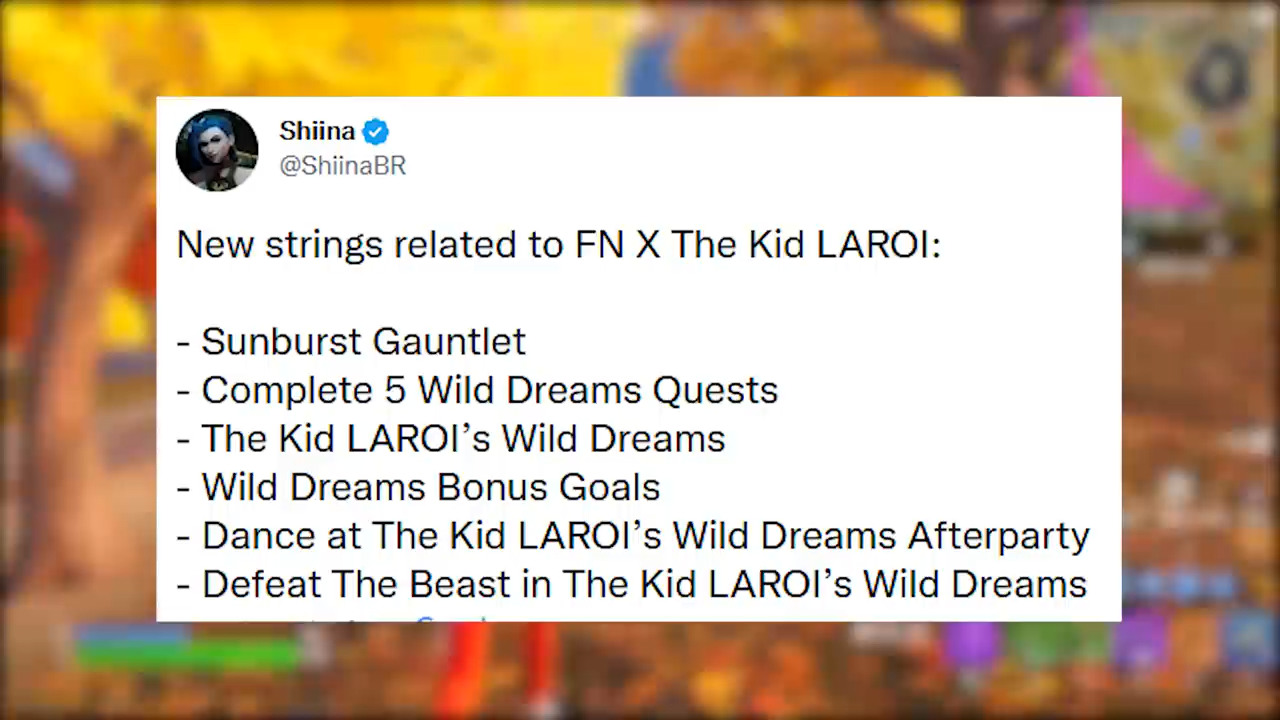 Shiina
@ShiinaBR
New strings related to FN X The Kid LAROI:
- Sunburst Gauntlet
- Complete 5 Wild Dreams Quests
- The Kid LAROI’s Wild Dreams
- Wild Dreams Bonus Goals
- Dance at The Kid LAROI’s Wild Dreams Afterparty
- Defeat The Beast in The Kid LAROI’s Wild Dreams